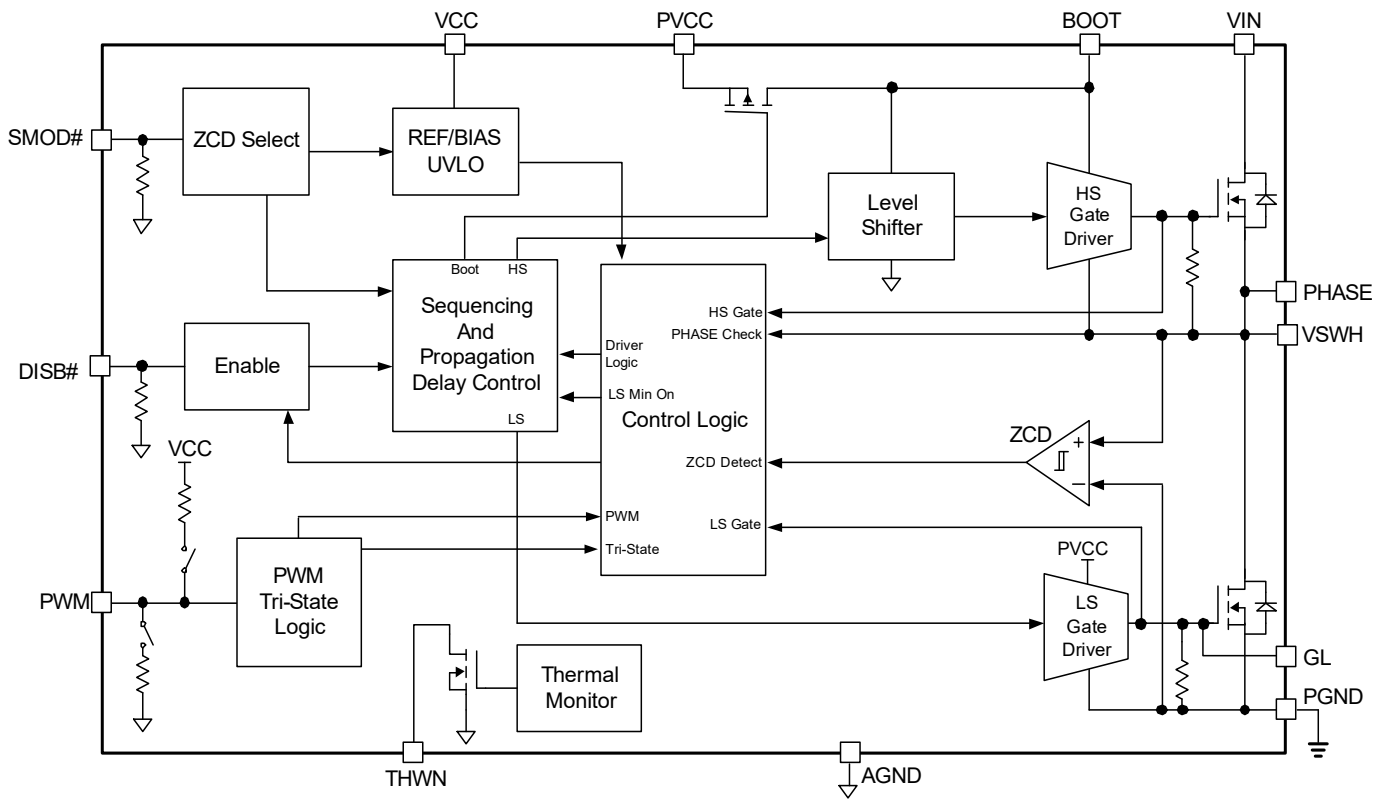 VCC
PVCC
BOOT
VIN
SMOD#
ZCD Select
REF/BIAS
UVLO
Level
Shifter
HS
Gate
Driver
Boot
HS
Sequencing
And
Propagation
Delay Control
LS
HS Gate
PHASE Check
Driver
Logic
LS Min On
Control Logic
ZCD Detect
LS Gate
PWM
Tri-State
PHASE
VSWH
DISB#
Enable
VCC
ZCD
+
−
PWM
PWM
Tri-State
Logic
PVCC
LS
Gate
Driver
GL
PGND
Thermal
Monitor
THWN
AGND